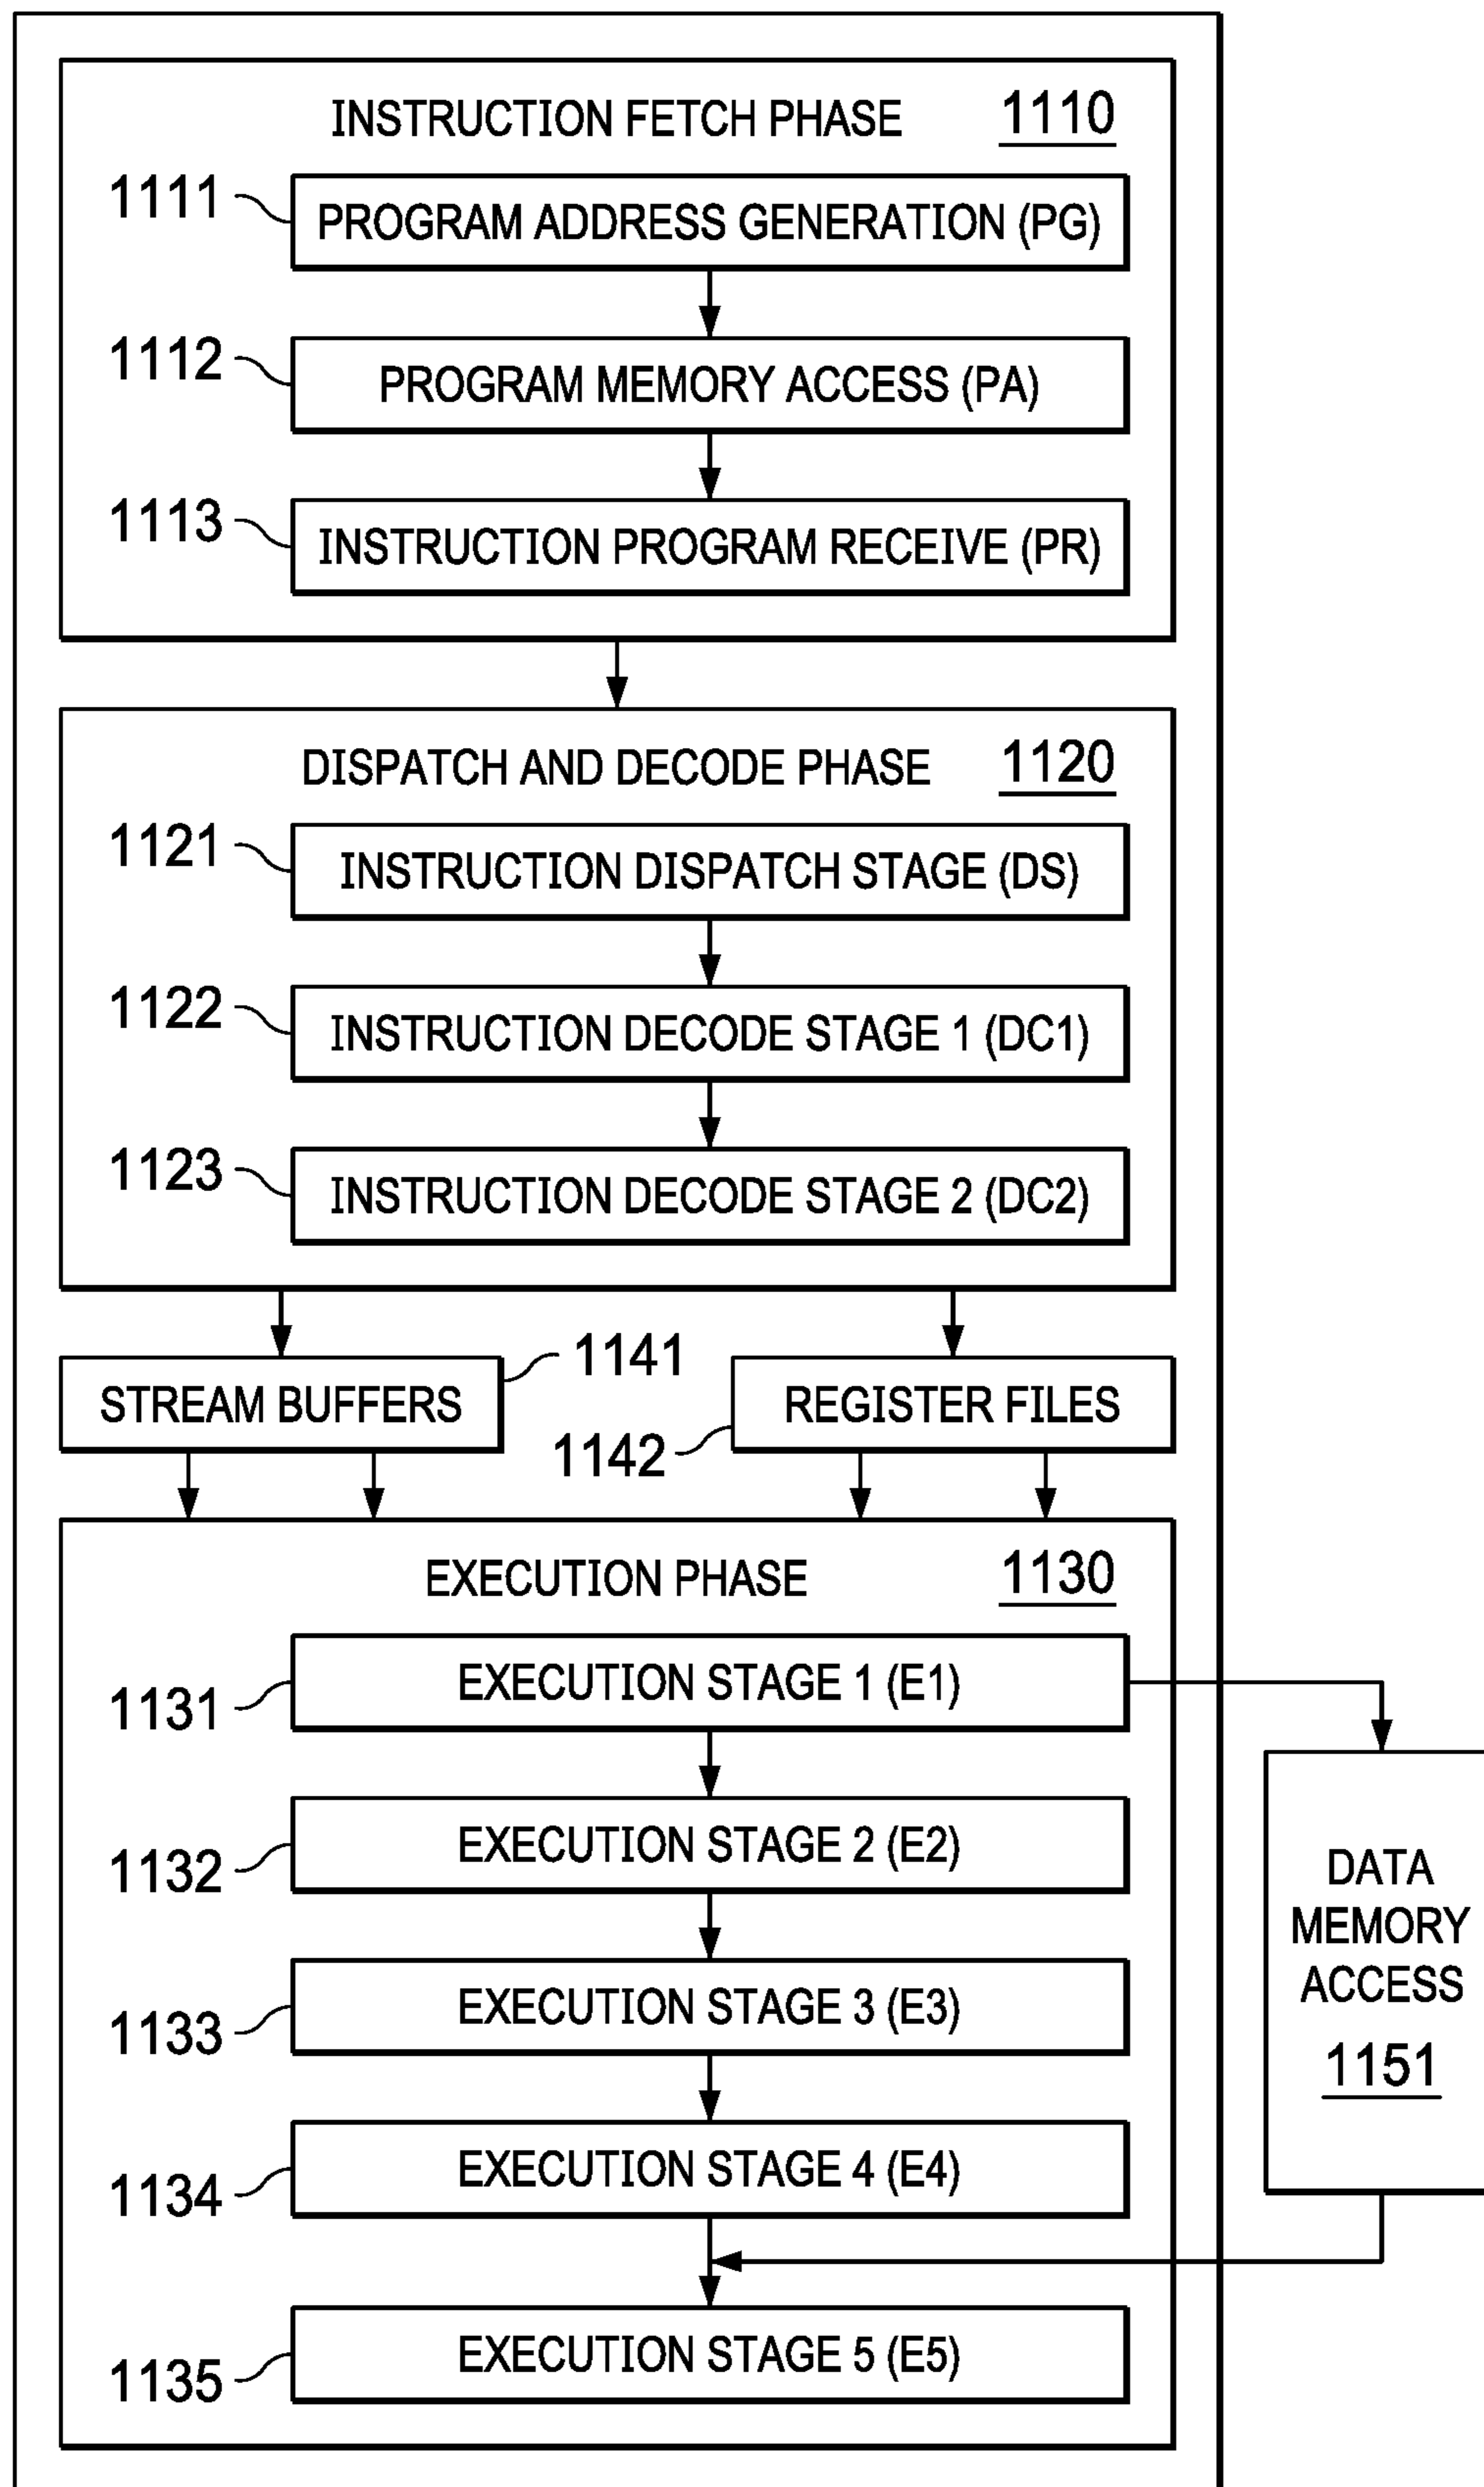 INSTRUCTION FETCH PHASE 1110
1111 PROGRAM ADDRESS GENERATION (PG)
1112 PROGRAM MEMORY ACCESS (PA)
1113 INSTRUCTION PROGRAM RECEIVE (PR)
DISPATCH AND DECODE PHASE 1120
1121 INSTRUCTION DISPATCH STAGE (DS)
1122 INSTRUCTION DECODE STAGE 1 (DC1)
1123 INSTRUCTION DECODE STAGE 2 (DC2)
STREAM BUFFERS 1141
1142 REGISTER FILES
EXECUTION PHASE 1130
1131 EXECUTION STAGE 1 (E1)
1132 EXECUTION STAGE 2 (E2)
1133 EXECUTION STAGE 3 (E3)
1134 EXECUTION STAGE 4 (E4)
1135 EXECUTION STAGE 5 (E5)
DATA
MEMORY
ACCESS
1151